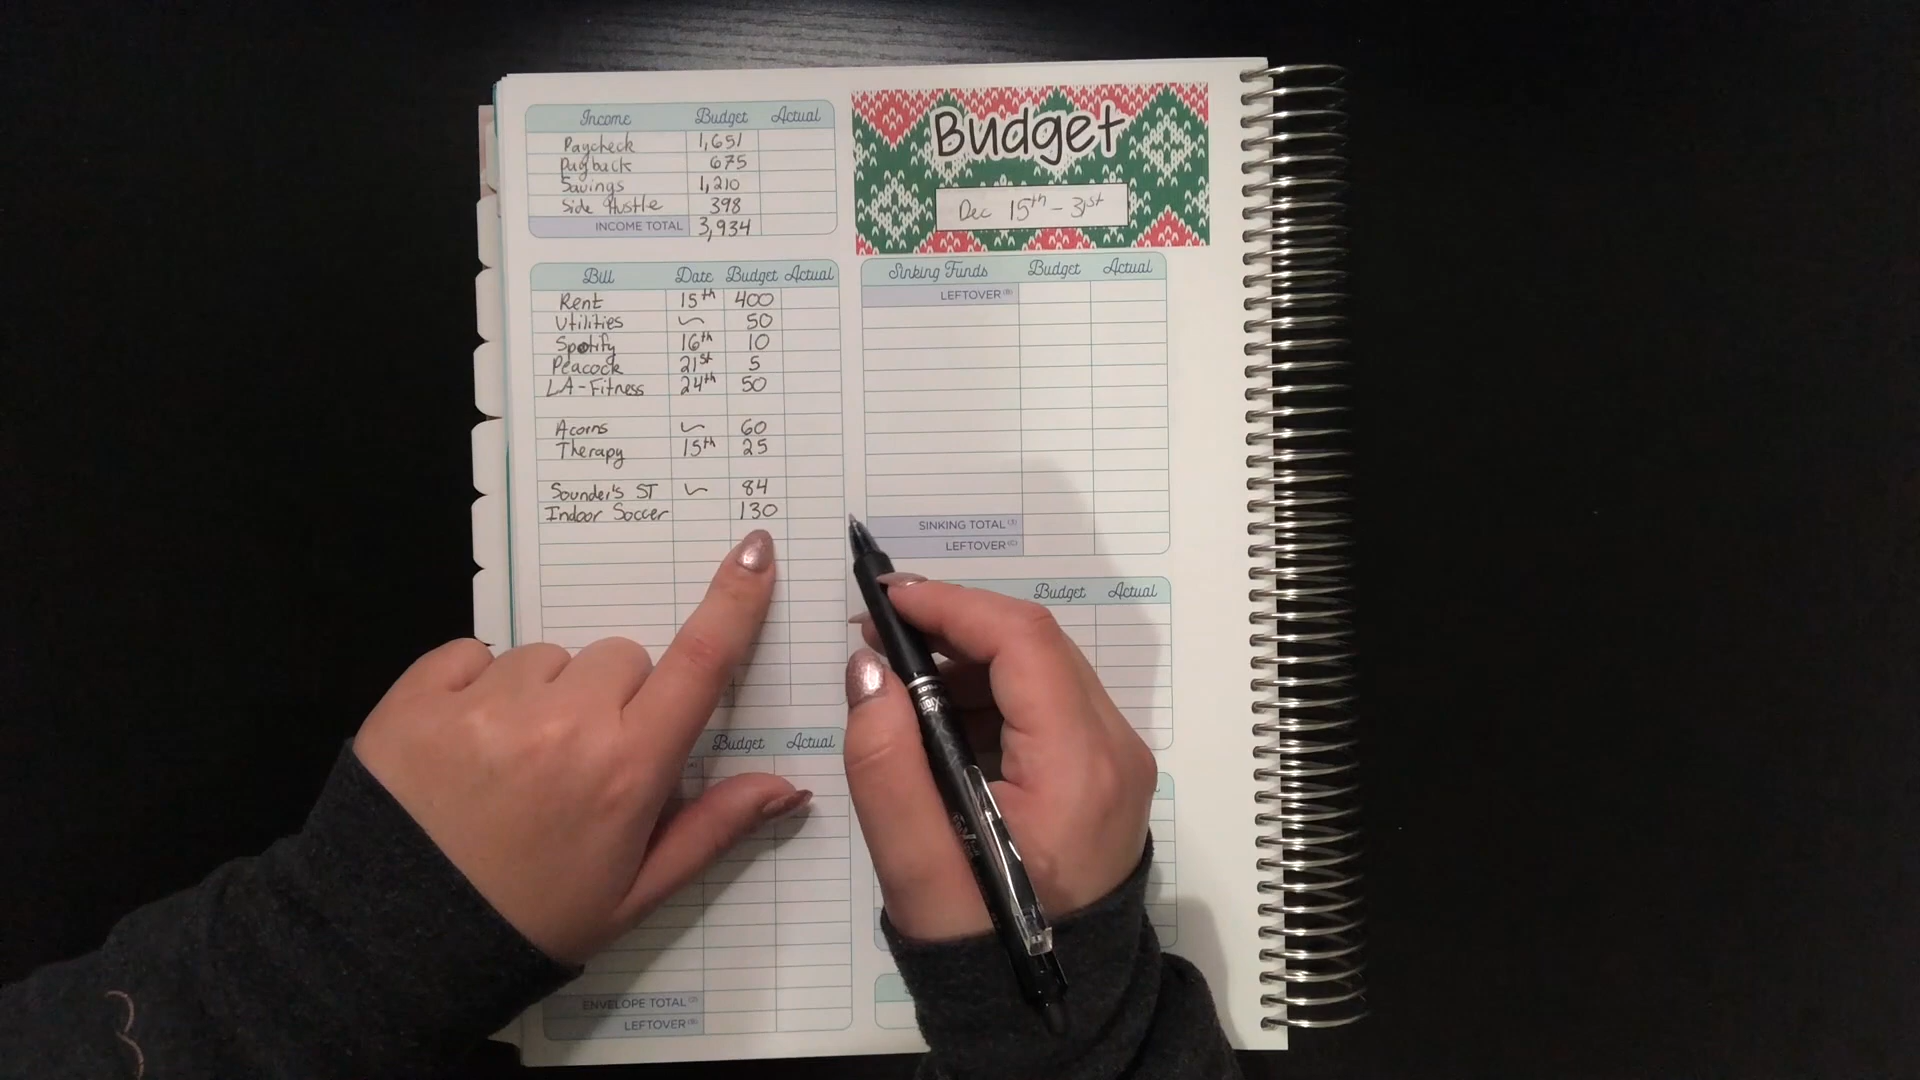 Income Budget Actual
Paycheck 1,651
Payback 675
Savings 1,210
Side Hustle 398
INCOME TOTAL 3,934
Budget
Dec 15th - 31st
Bill Date Budget Actual
Rent 15th 400
Utilities ~ 50
Spotify 16th 10
Peacock 21st 5
LA-Fitness 24th 50
Acorns ~ 60
Therapy 15th 25
Sounder's ST ~ 84
Indoor Soccer 130
Budget Actual
ENVELOPE TOTAL (2)
LEFTOVER (B)
Sinking Funds Budget Actual
LEFTOVER (B)
SINKING TOTAL (3)
LEFTOVER (C)
Budget Actual
PILOT